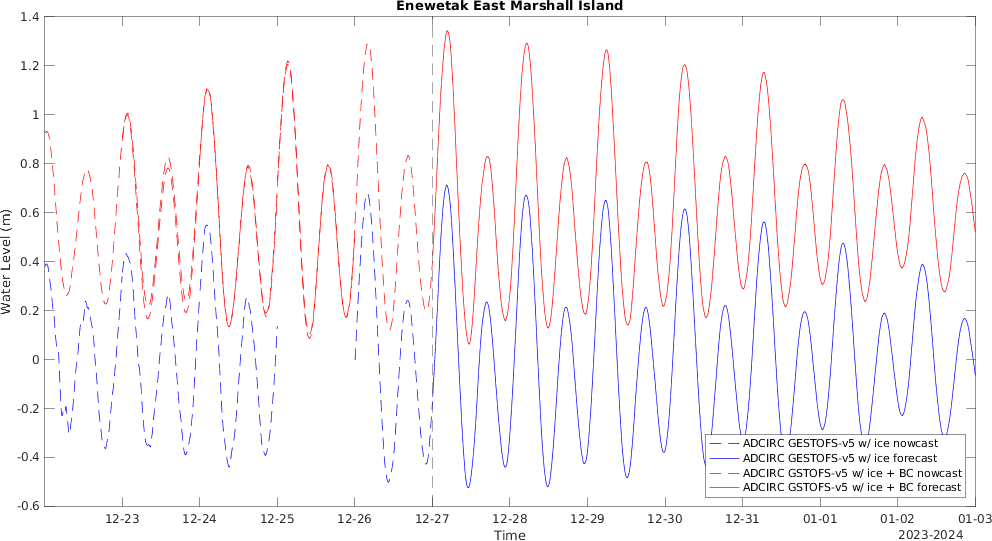 Enewetak East Marshall Island
1.4
1.2
1
0.8
0.6
0.4
0.2
0
-0.2
-0.4
-0.6
Water Level (m)
ADCIRC GESTOFS-v5 w/ ice nowcast
ADCIRC GESTOFS-v5 w/ ice forecast
ADCIRC GSTOFS-v5 w/ ice + BC nowcast
ADCIRC GSTOFS-v5 w/ ice + BC forecast
12-23 12-24 12-25 12-26 12-27 12-28 12-29 12-30 12-31 01-01 01-02 01-03
Time
2023-2024